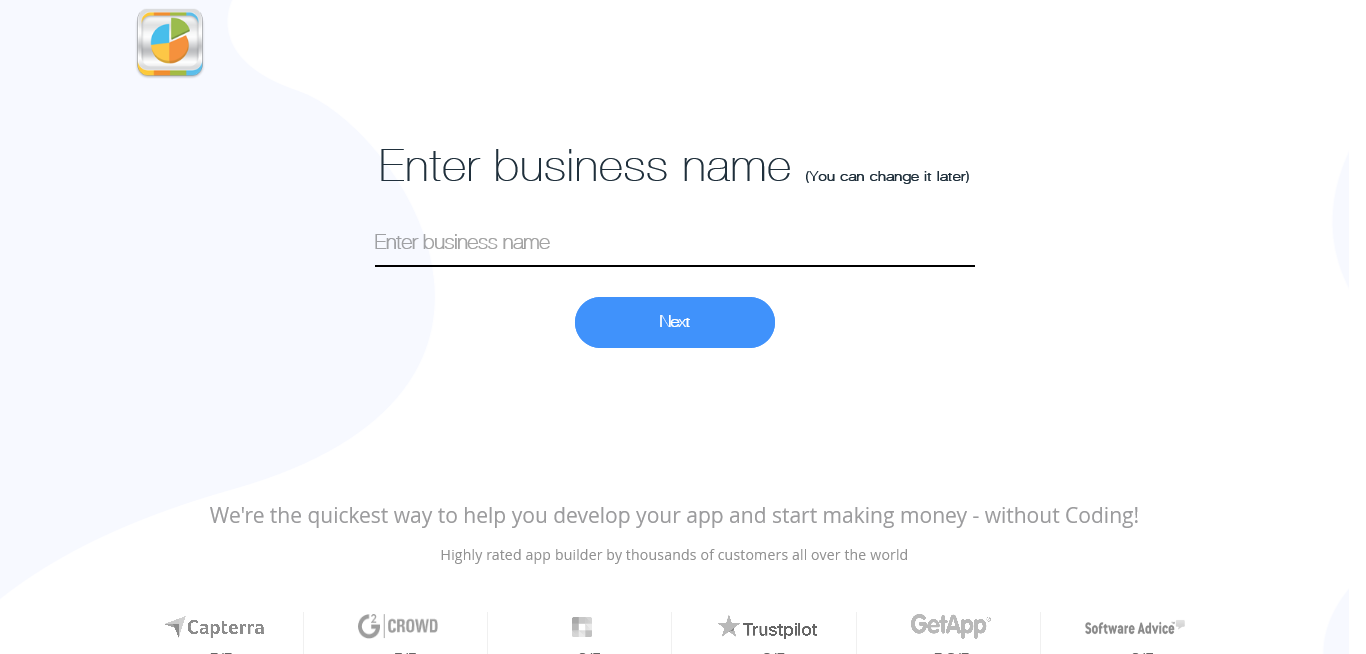 Enter business name (You can change it later)
Enter business name
Next
We're the quickest way to help you develop your app and start making money - without Coding!
Highly rated app builder by thousands of customers all over the world
Capterra G2 CROWD Trustpilot GetApp Software Advice